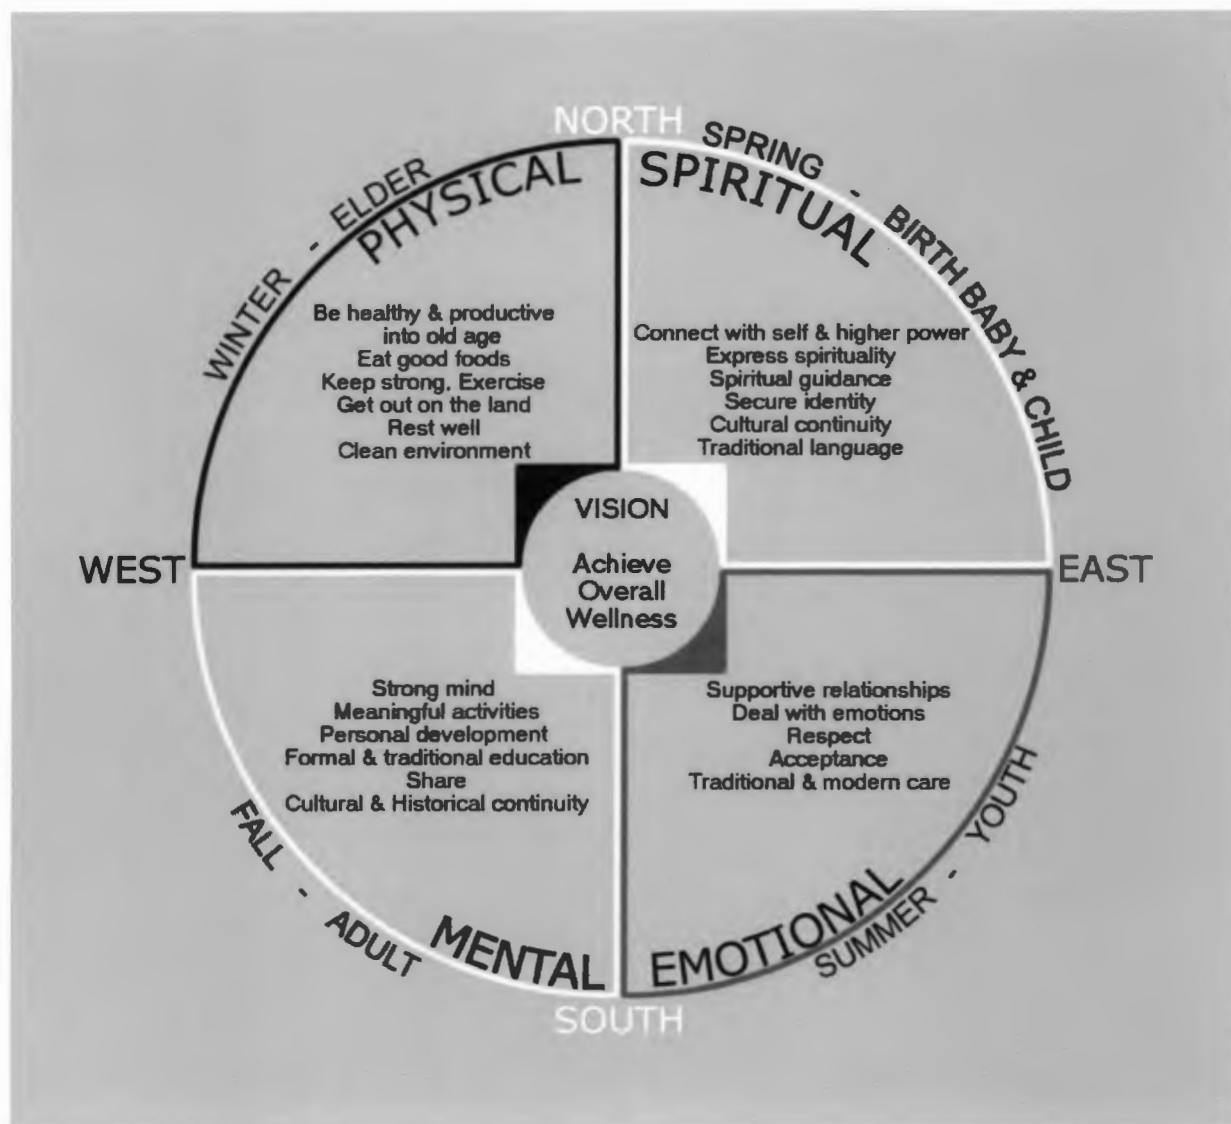 NORTH
WINTER - ELDER
PHYSICAL
Be healthy & productive
into old age
Eat good foods
Keep strong, Exercise
Get out on the land
Rest well
Clean environment
SPRING - BIRTH BABY & CHILD
SPIRITUAL
Connect with self & higher power
Express spirituality
Spiritual guidance
Secure identity
Cultural continuity
Traditional language
WEST
VISION
Achieve
Overall
Wellness
EAST
Strong mind
Meaningful activities
Personal development
Formal & traditional education
Share
Cultural & Historical continuity
MENTAL
FALL - ADULT
Supportive relationships
Deal with emotions
Respect
Acceptance
Traditional & modern care
EMOTIONAL
SUMMER - YOUTH
SOUTH